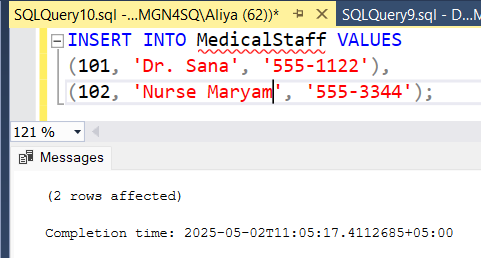 SQLQuery10.sql -...MGN4SQ\Aliya (62))* SQLQuery9.sql - D...M
INSERT INTO MedicalStaff VALUES
(101, 'Dr. Sana', '555-1122'),
(102, 'Nurse Maryam', '555-3344');
121 %
Messages
(2 rows affected)
Completion time: 2025-05-02T11:05:17.4112685+05:00